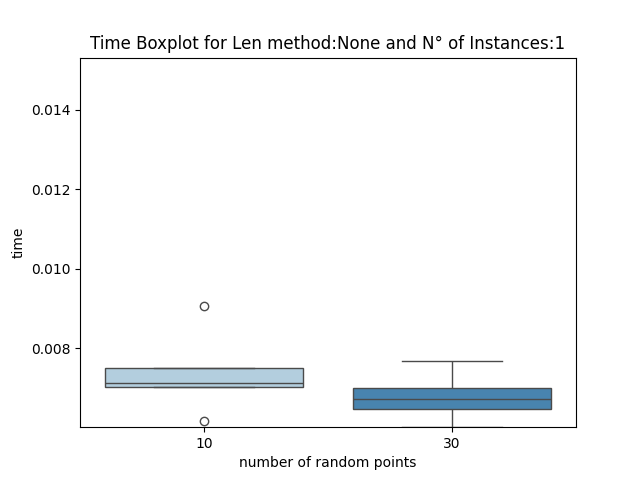 Time Boxplot for Len method:None and N° of Instances:1
0.014
0.012
0.010
0.008
time
10
30
number of random points